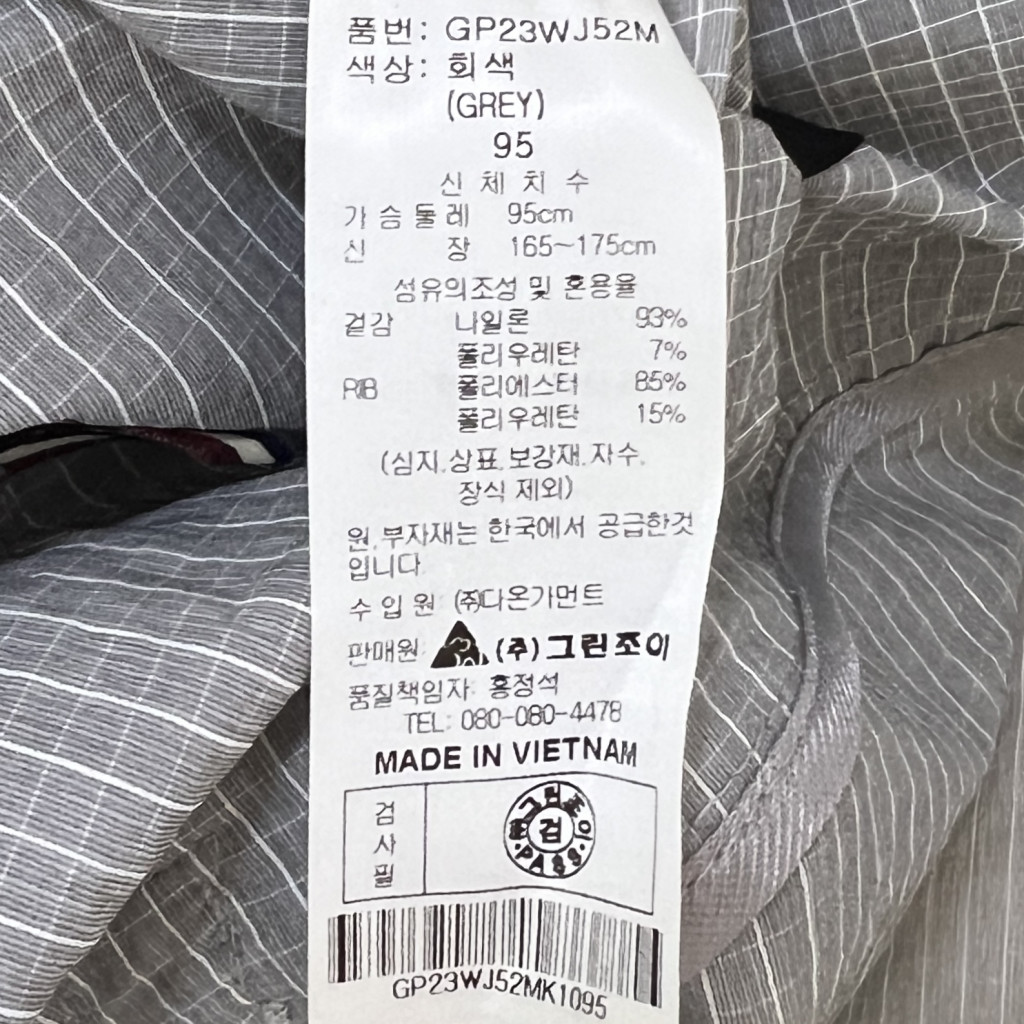 품번: GP23WJ52M
색상: 회색
(GREY)
95
신 체 치 수
가 슴 둘 레 95cm
신 장 165~175cm
섬유의조성 및 혼용율
겉감 나일론 93%
폴리우레탄 7%
RIB 폴리에스터 85%
폴리우레탄 15%
(심지,상표,보강재,자수,
장식 제외)
원,부자재는 한국에서 공급한것
입니다.
수 입 원 (주)다온가먼트
판매원 (주)그린조이
품질책임자: 홍정석
TEL: 080-080-4478
MADE IN VIETNAM
검사필
그린조이 검 PASS
GP23WJ52MK1095